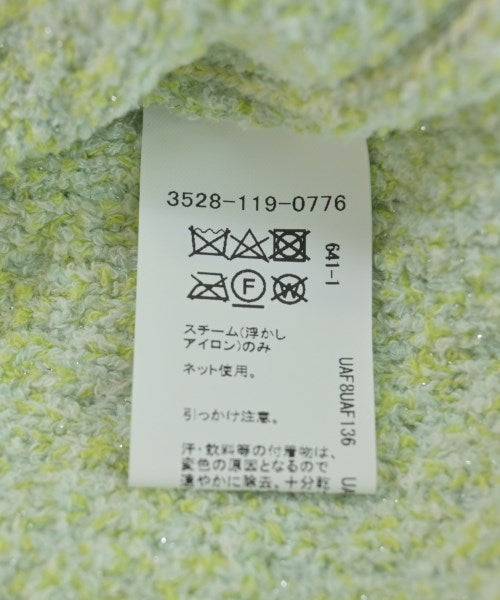 3528-119-0776
F
W
641-1
スチーム(浮かし
アイロン)のみ
ネット使用。
引っかけ注意。
汗・飲料等の付着物は、
変色の原因となるので
速やかに除去。十分乾
UAF8UAF136
UA